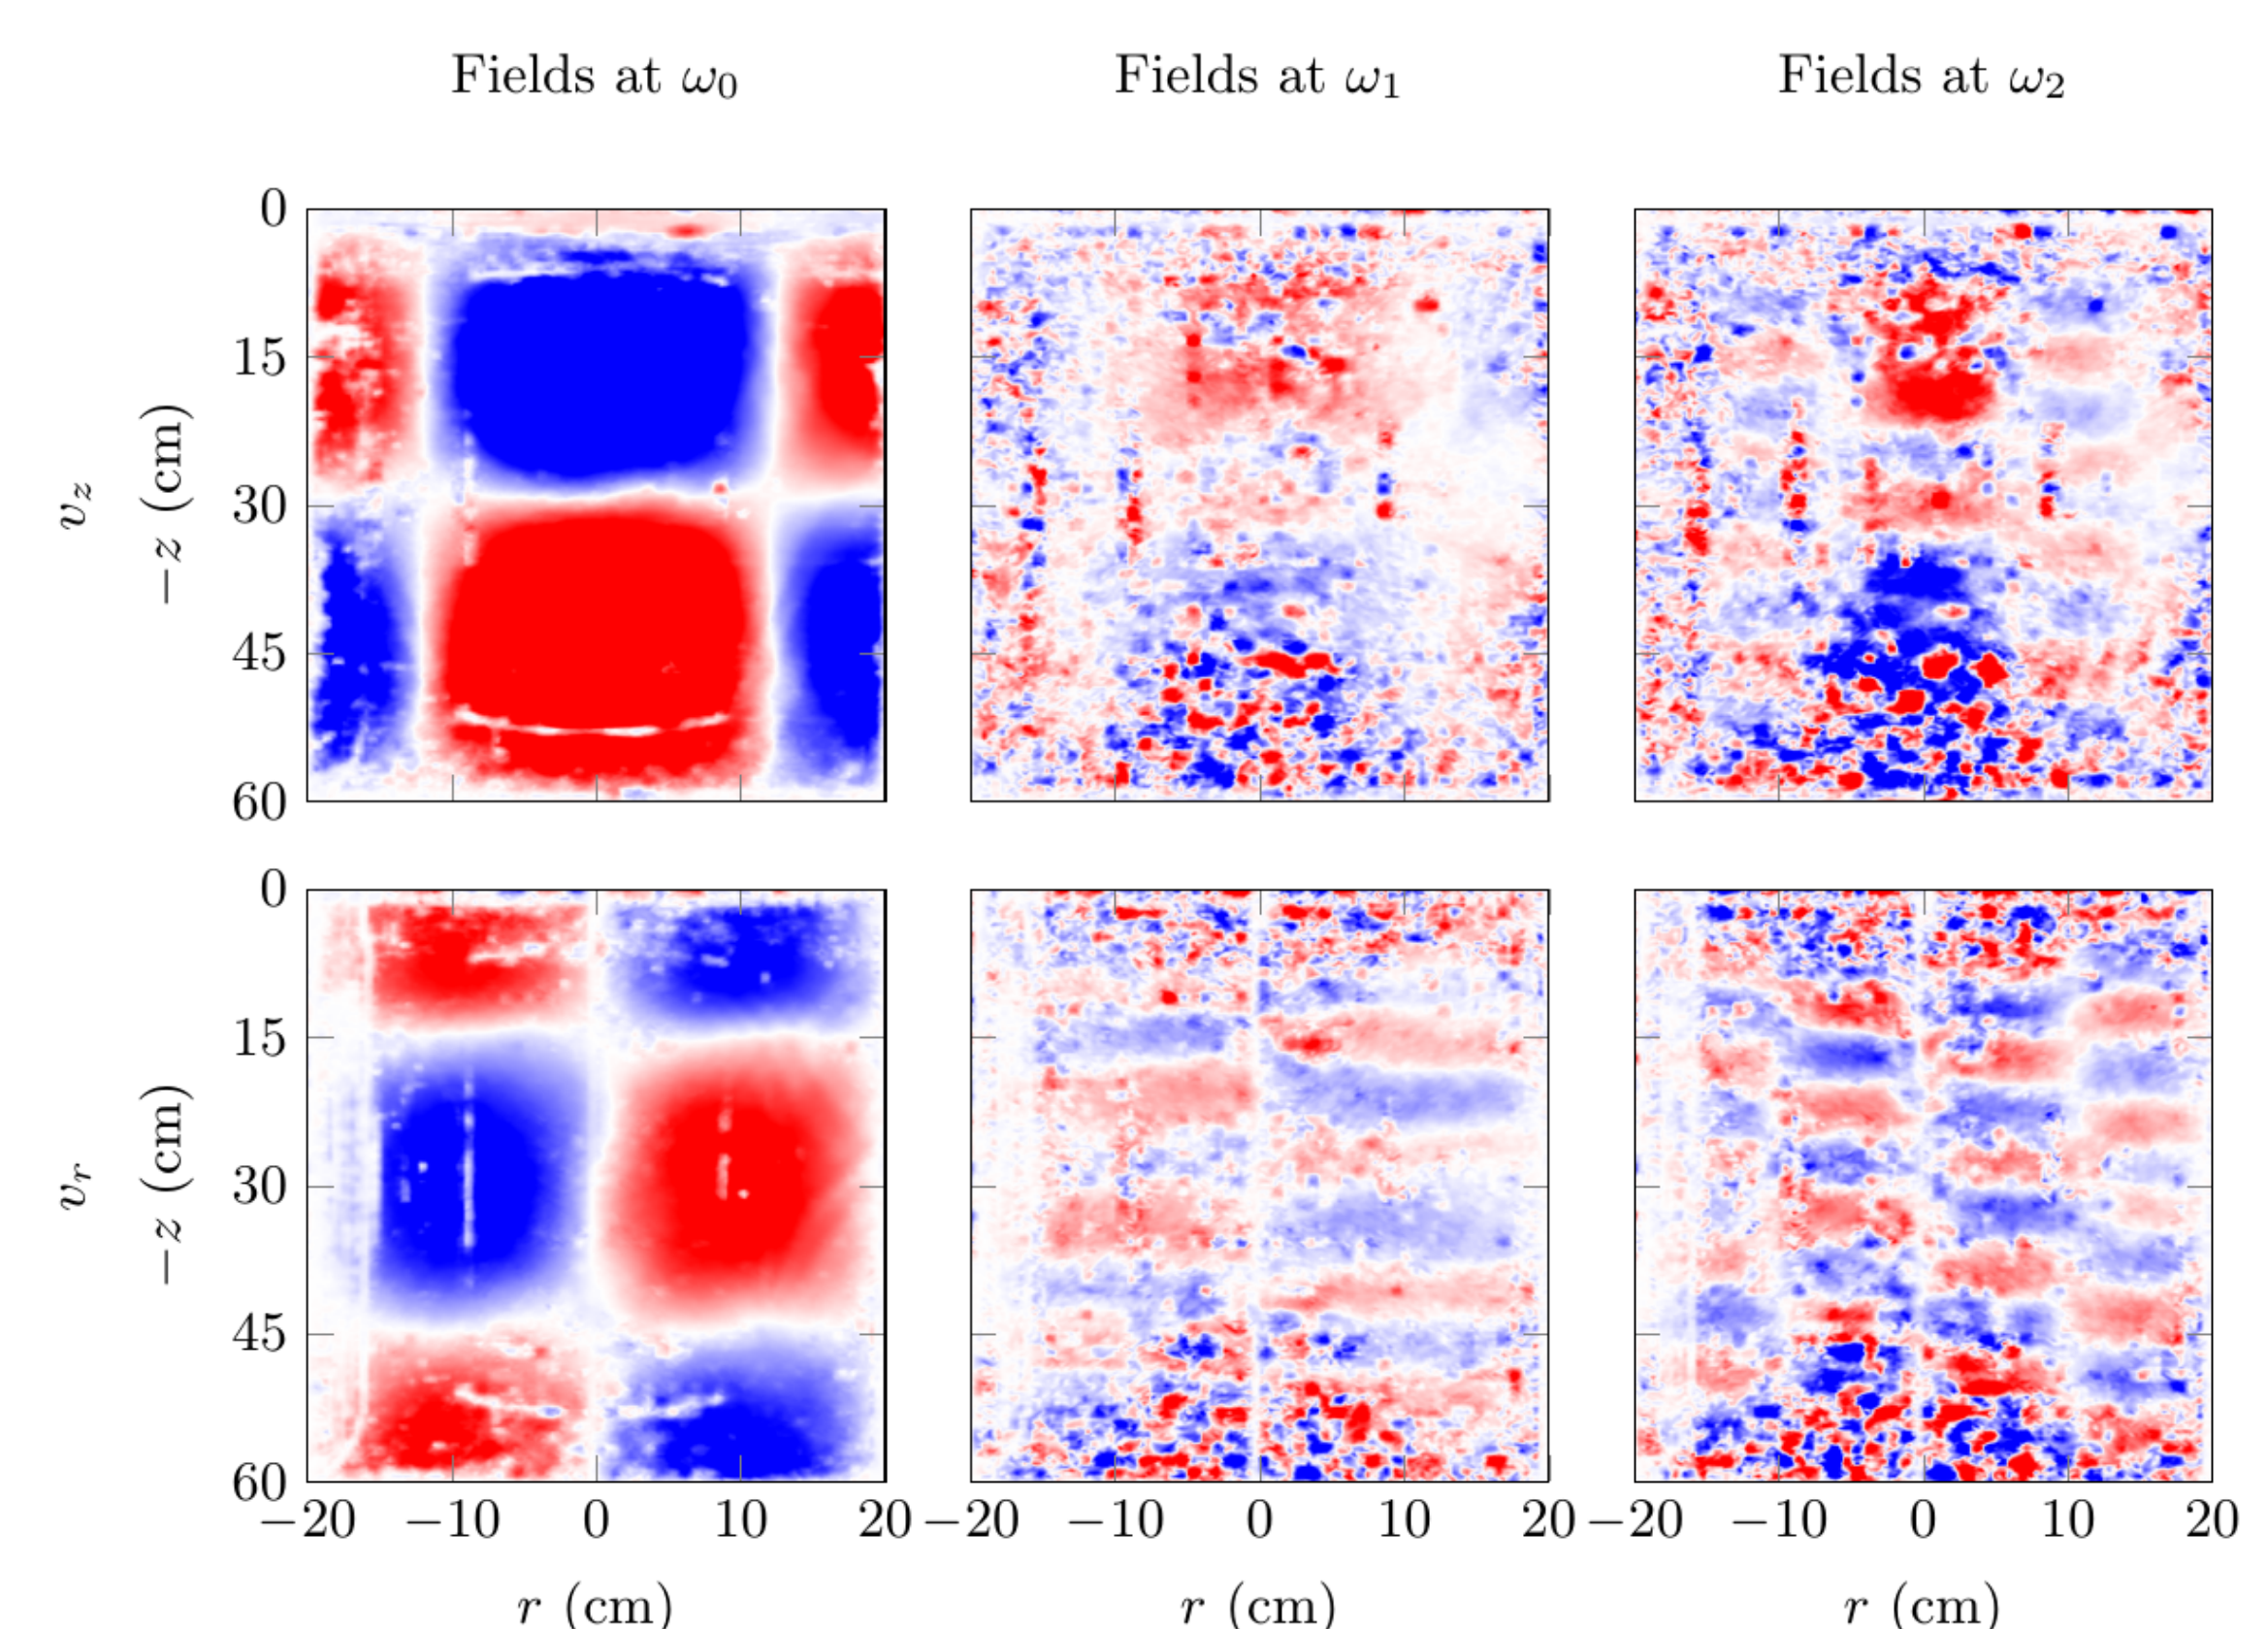 Fields at ω₀ Fields at ω₁ Fields at ω₂
0
15
30
45
60
v_z
−z (cm)
0
15
30
45
60
v_r
−z (cm)
−20 −10 0 10 20 −20 −10 0 10 20 −20 −10 0 10 20
r (cm) r (cm) r (cm)